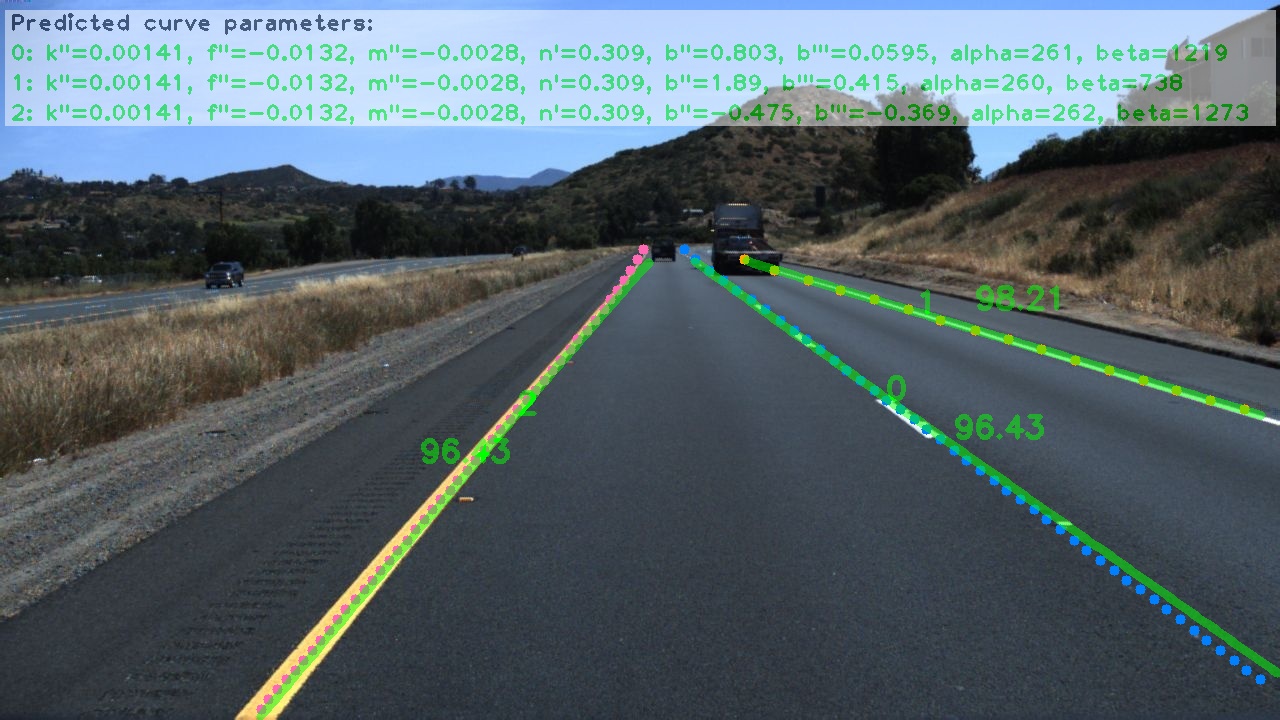 Predicted curve parameters:
0: k''=0.00141, f''=-0.0132, m''=-0.0028, n'=0.309, b''=0.803, b'''=0.0595, alpha=261, beta=1219
1: k''=0.00141, f''=-0.0132, m''=-0.0028, n'=0.309, b''=1.89, b'''=0.415, alpha=260, beta=738
2: k''=0.00141, f''=-0.0132, m''=-0.0028, n'=0.309, b''=-0.475, b'''=-0.369, alpha=262, beta=1273
1 98.21
0
2
96.43
96.43